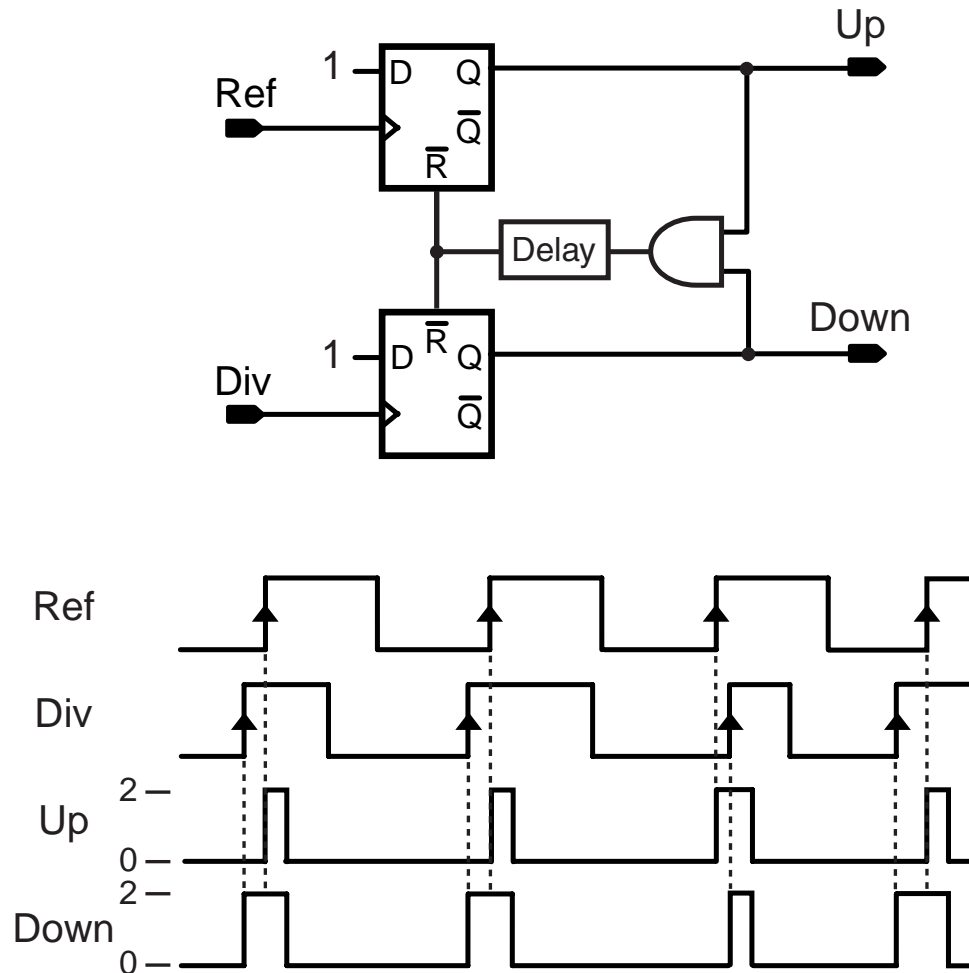 Up
1
D
Q
Ref
Q̅
R̅
Delay
Down
R̅
1
D
Q
Div
Q̅
Ref
Div
2
Up
0
2
Down
0